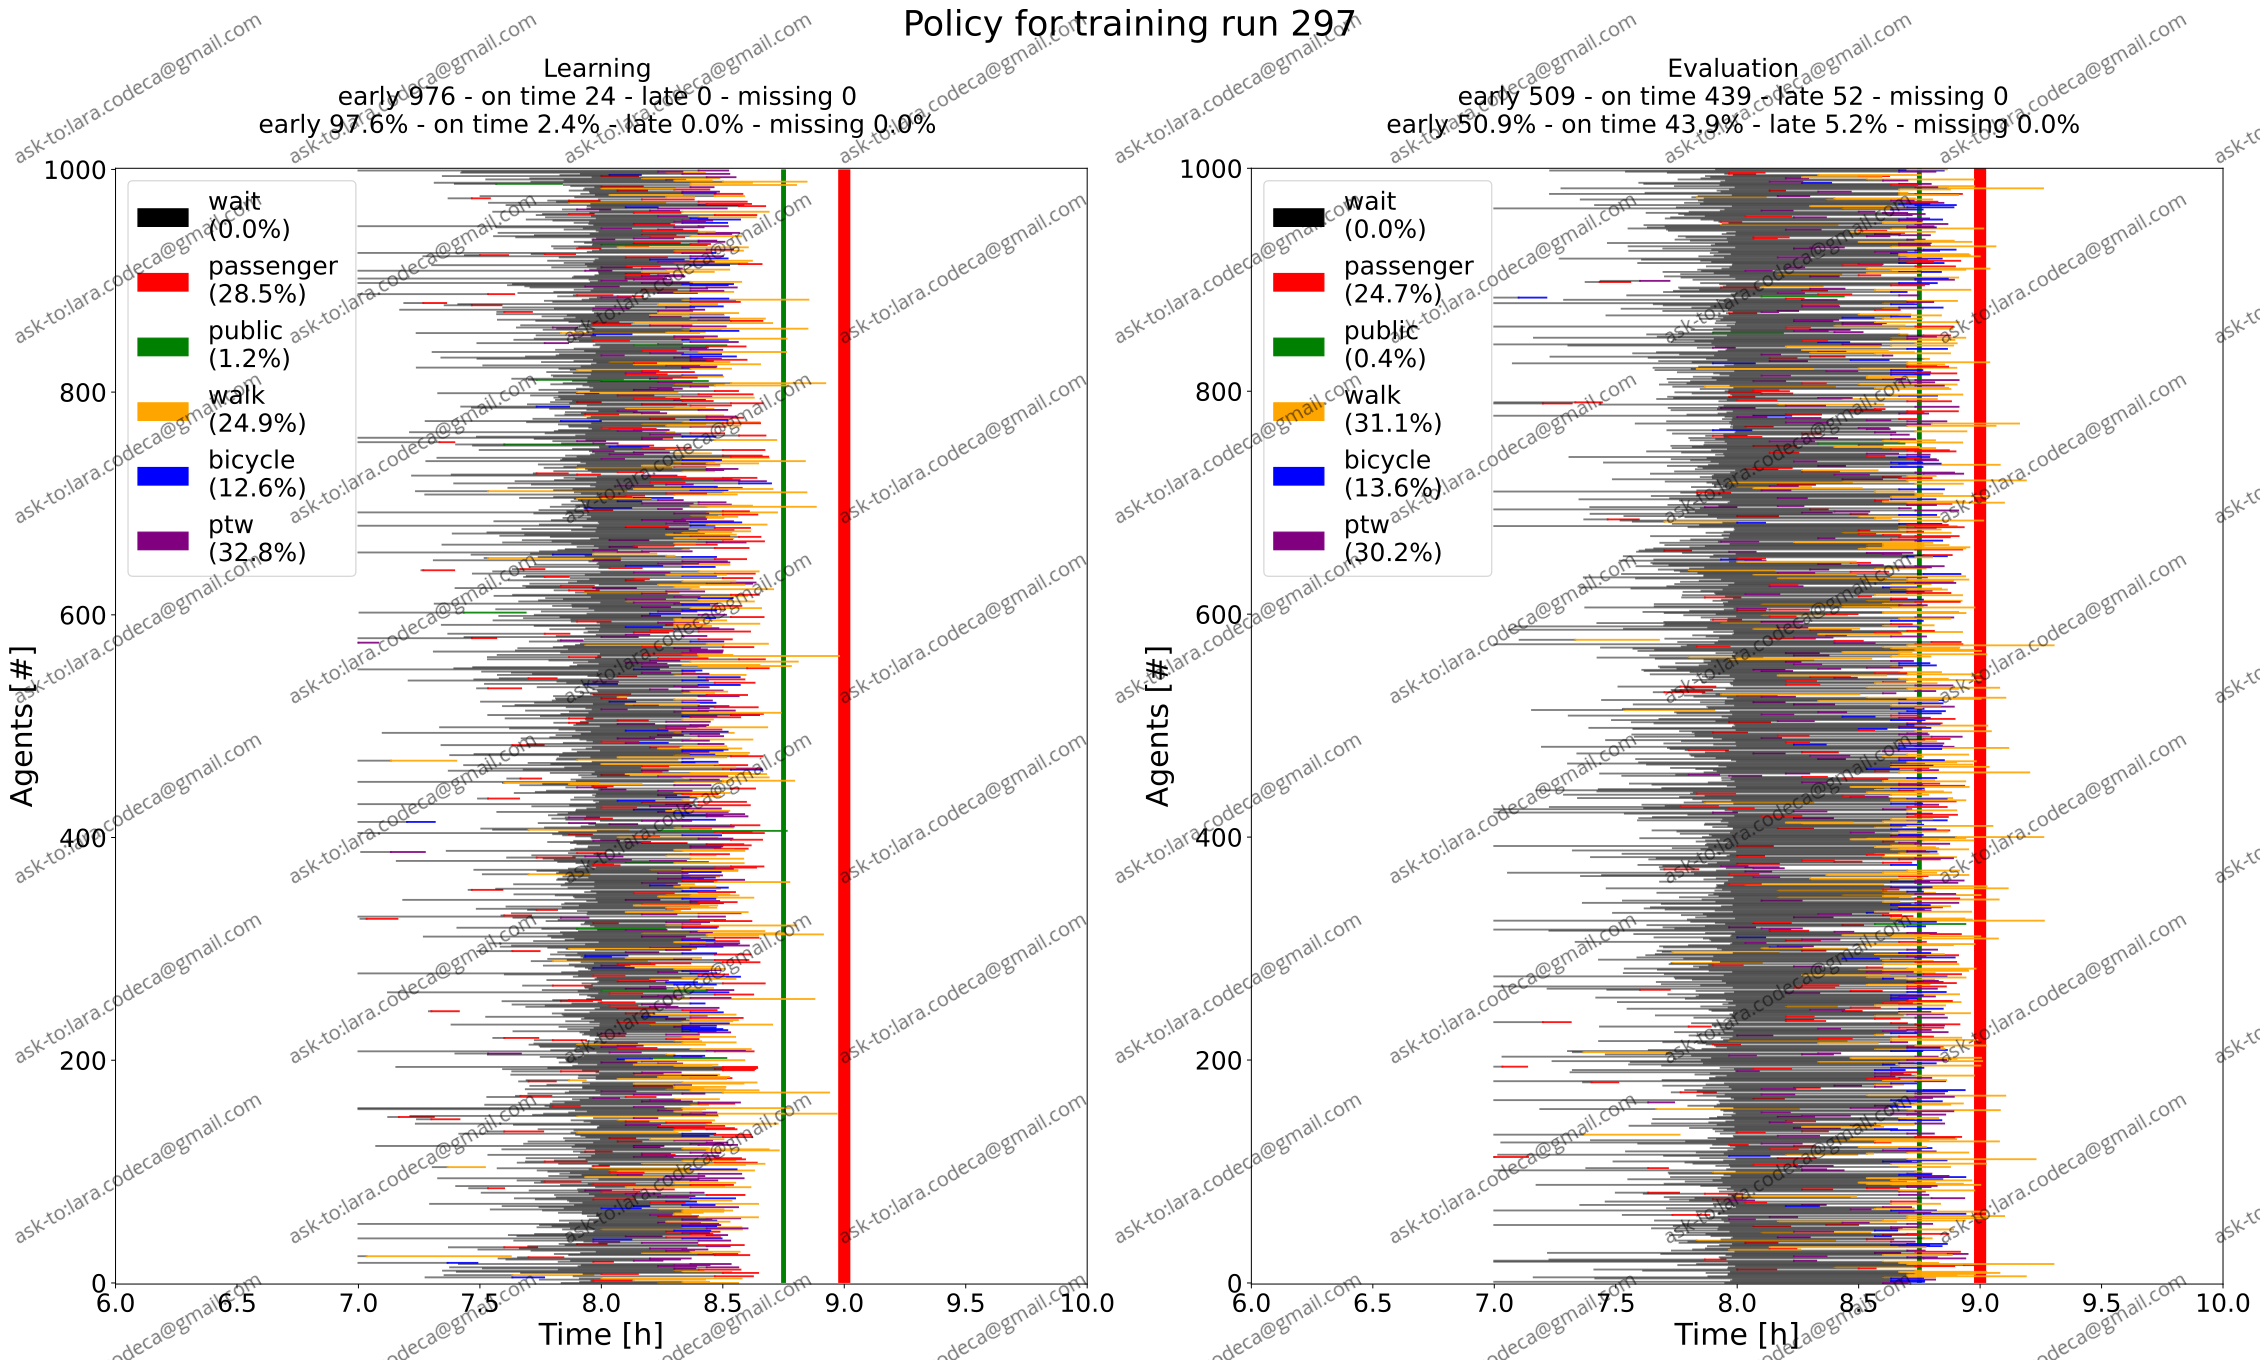 Policy for training run 297
Learning
early 976 - on time 24 - late 0 - missing 0
early 97.6% - on time 2.4% - late 0.0% - missing 0.0%
1000
800
600
400
200
0
Agents [#]
wait
(0.0%)
passenger
(28.5%)
public
(1.2%)
walk
(24.9%)
bicycle
(12.6%)
ptw
(32.8%)
6.0 6.5 7.0 7.5 8.0 8.5 9.0 9.5 10.0
Time [h]
Evaluation
early 509 - on time 439 - late 52 - missing 0
early 50.9% - on time 43.9% - late 5.2% - missing 0.0%
1000
800
600
400
200
0
Agents [#]
wait
(0.0%)
passenger
(24.7%)
public
(0.4%)
walk
(31.1%)
bicycle
(13.6%)
ptw
(30.2%)
6.0 6.5 7.0 7.5 8.0 8.5 9.0 9.5 10.0
Time [h]
ask-to:lara.codeca@gmail.com